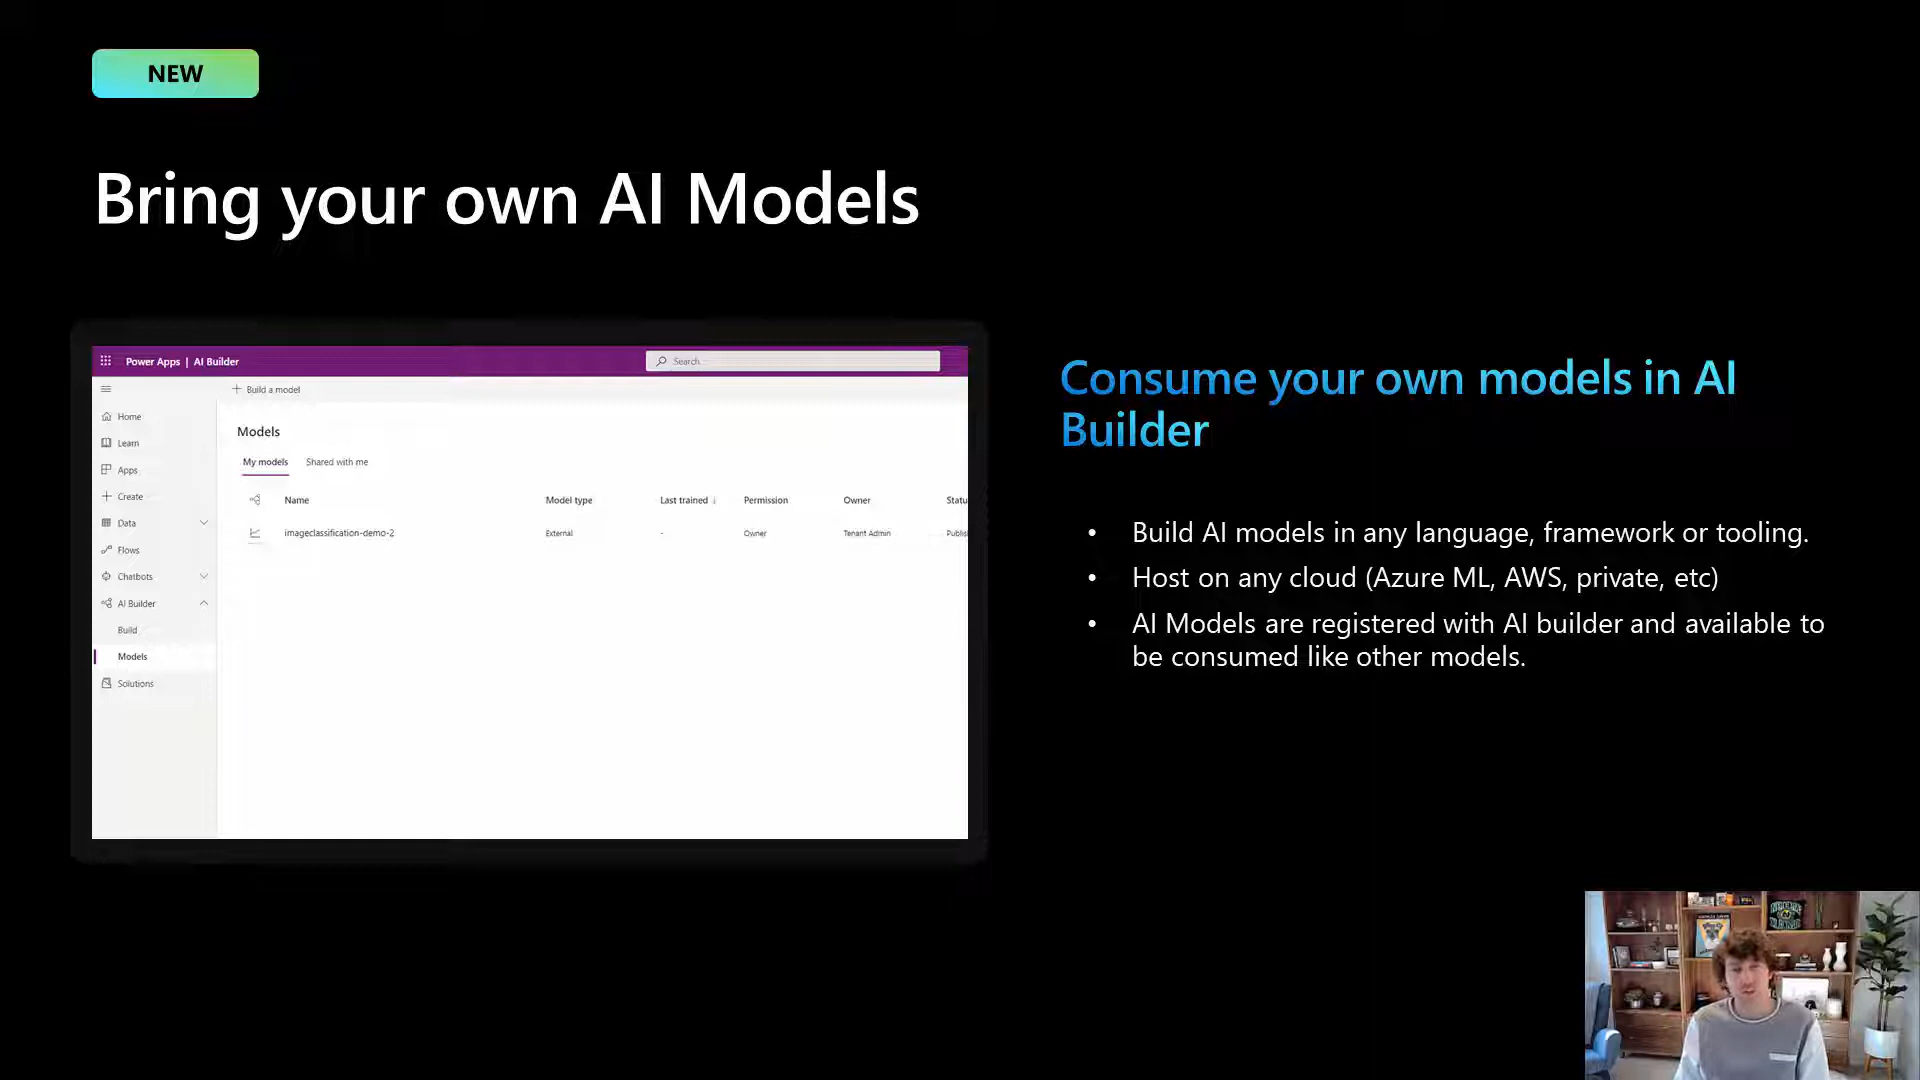 NEW
Bring your own AI Models
Power Apps | AI Builder
Search
Build a model
Home
Learn
Apps
Create
Data
Flows
Chatbots
AI Builder
Build
Models
Solutions
Models
My models Shared with me
Name Model type Last trained ↓ Permission Owner Statu
imageclassification-demo-2 External - Owner Tenant Admin Publis
Consume your own models in AI
Builder
• Build AI models in any language, framework or tooling.
• Host on any cloud (Azure ML, AWS, private, etc)
• AI Models are registered with AI builder and available to
be consumed like other models.